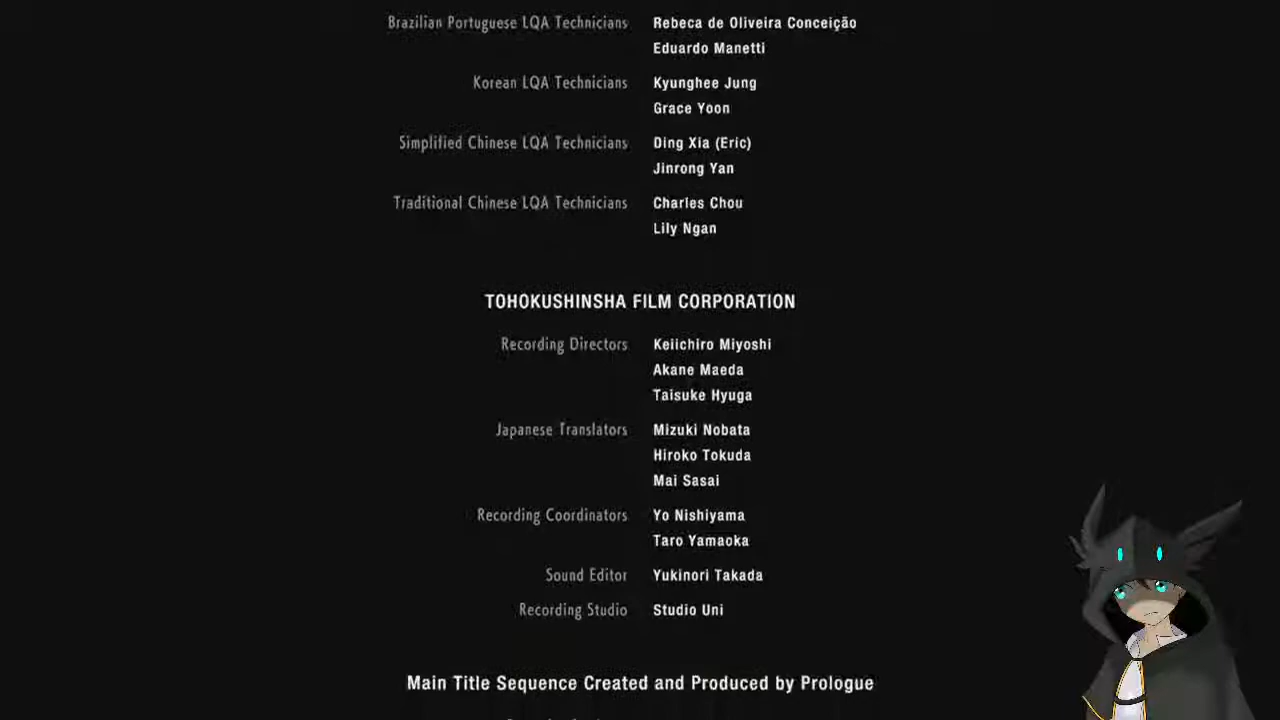 Brazilian Portuguese LQA Technicians Rebeca de Oliveira Conceição
Eduardo Manetti
Korean LQA Technicians Kyunghee Jung
Grace Yoon
Simplified Chinese LQA Technicians Ding Xia (Eric)
Jinrong Yan
Traditional Chinese LQA Technicians Charles Chou
Lily Ngan
TOHOKUSHINSHA FILM CORPORATION
Recording Directors Keiichiro Miyoshi
Akane Maeda
Taisuke Hyuga
Japanese Translators Mizuki Nobata
Hiroko Tokuda
Mai Sasai
Recording Coordinators Yo Nishiyama
Taro Yamaoka
Sound Editor Yukinori Takada
Recording Studio Studio Uni
Main Title Sequence Created and Produced by Prologue